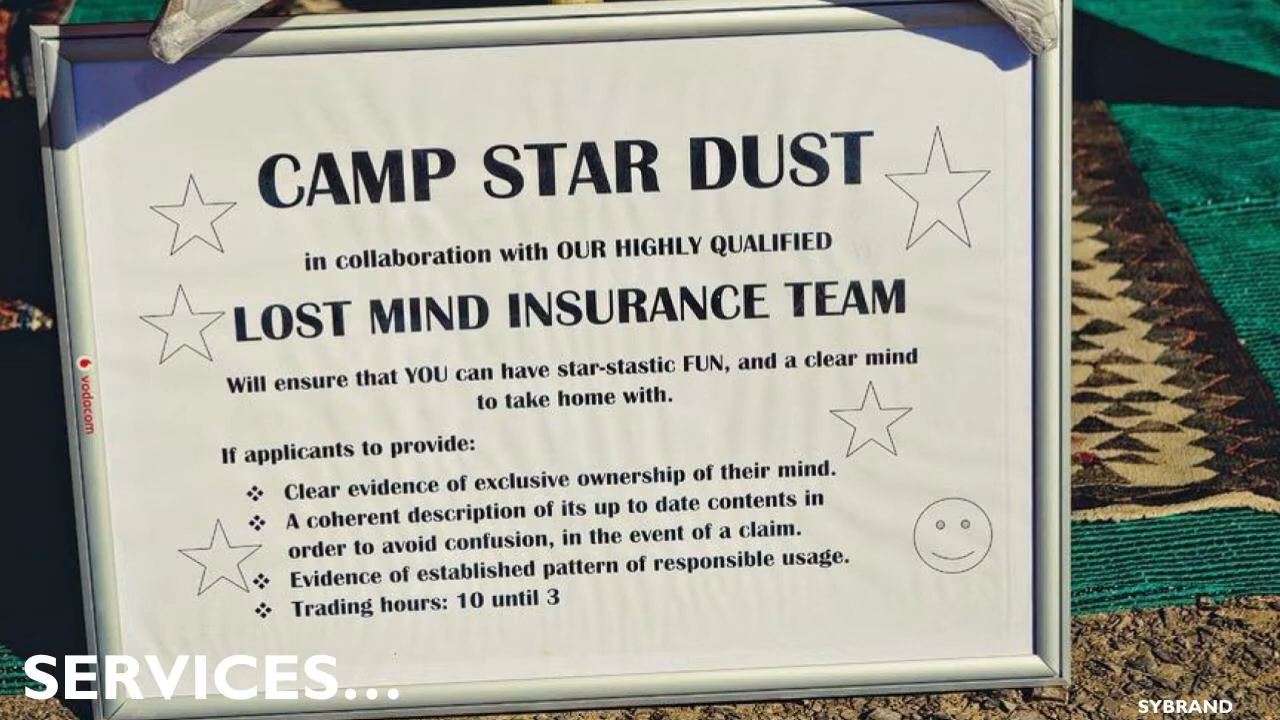 CAMP STAR DUST
in collaboration with OUR HIGHLY QUALIFIED
LOST MIND INSURANCE TEAM
Will ensure that YOU can have star-stastic FUN, and a clear mind
to take home with.
If applicants to provide:
❖ Clear evidence of exclusive ownership of their mind.
❖ A coherent description of its up to date contents in
order to avoid confusion, in the event of a claim.
❖ Evidence of established pattern of responsible usage.
❖ Trading hours: 10 until 3
vodacom
SERVICES...
SYBRAND